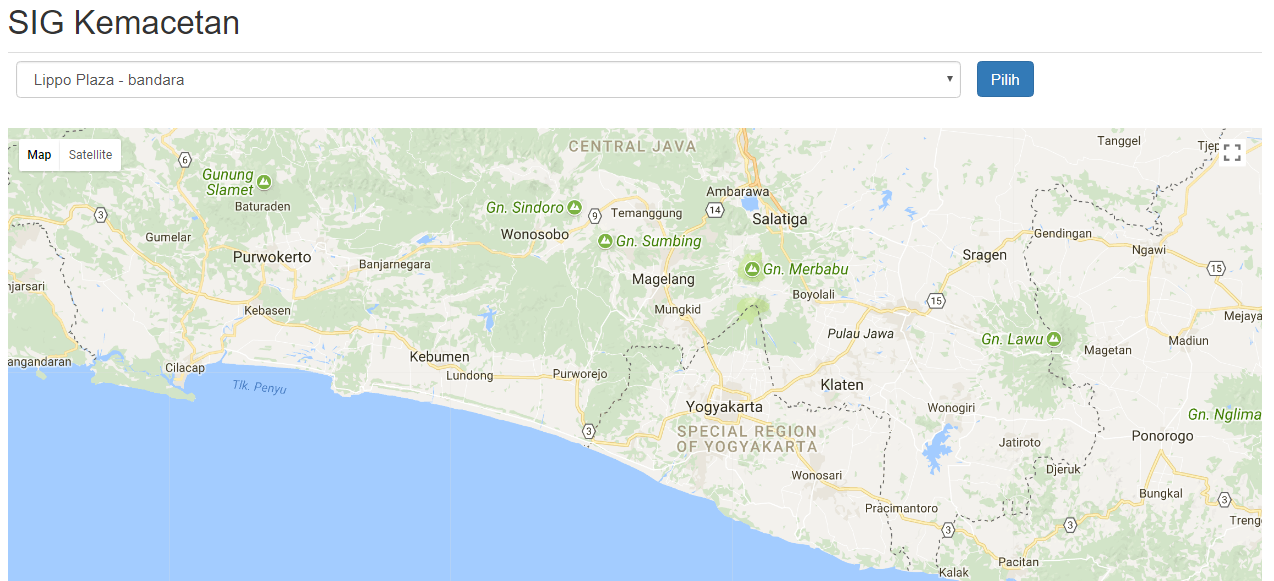 SIG Kemacetan
Lippo Plaza - bandara
Pilih
Map Satellite
CENTRAL JAVA
Tanggel
Tjep
6
Gunung
Slamet
Baturaden
3
Gumelar
Purwokerto
Banjarnegara
Gn. Sindoro
9
Temanggung
Wonosobo
Gn. Sumbing
Ambarawa
14
Salatiga
Magelang
Gn. Merbabu
Boyolali
Mungkid
Sragen
Gendingan
Ngawi
15
15
njarsari
Kebasen
Pulau Jawa
Gn. Lawu
Magetan
Madiun
Mejaya
angandaran
Cilacap
Tlk. Penyu
Kebumen
Lundong
Purworejo
3
Yogyakarta
SPECIAL REGION
OF YOGYAKARTA
Klaten
Wonogiri
Gn. Nglima
Ponorogo
Jatiroto
Djeruk
Wonosari
Pracimantoro
Bungkal
3
Treng
3
3
Pacitan
Kalak